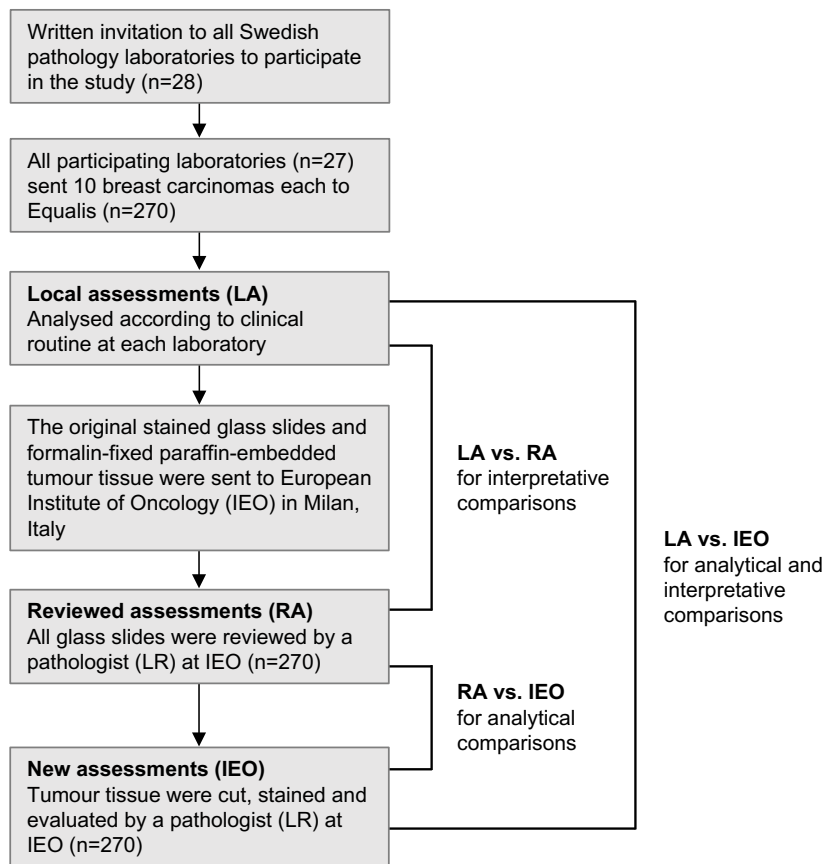 Written invitation to all Swedish
pathology laboratories to participate
in the study (n=28)
All participating laboratories (n=27)
sent 10 breast carcinomas each to
Equalis (n=270)
Local assessments (LA)
Analysed according to clinical
routine at each laboratory
The original stained glass slides and
formalin-fixed paraffin-embedded
tumour tissue were sent to European
Institute of Oncology (IEO) in Milan,
Italy
Reviewed assessments (RA)
All glass slides were reviewed by a
pathologist (LR) at IEO (n=270)
New assessments (IEO)
Tumour tissue were cut, stained and
evaluated by a pathologist (LR) at
IEO (n=270)
LA vs. RA
for interpretative
comparisons
RA vs. IEO
for analytical
comparisons
LA vs. IEO
for analytical and
interpretative
comparisons